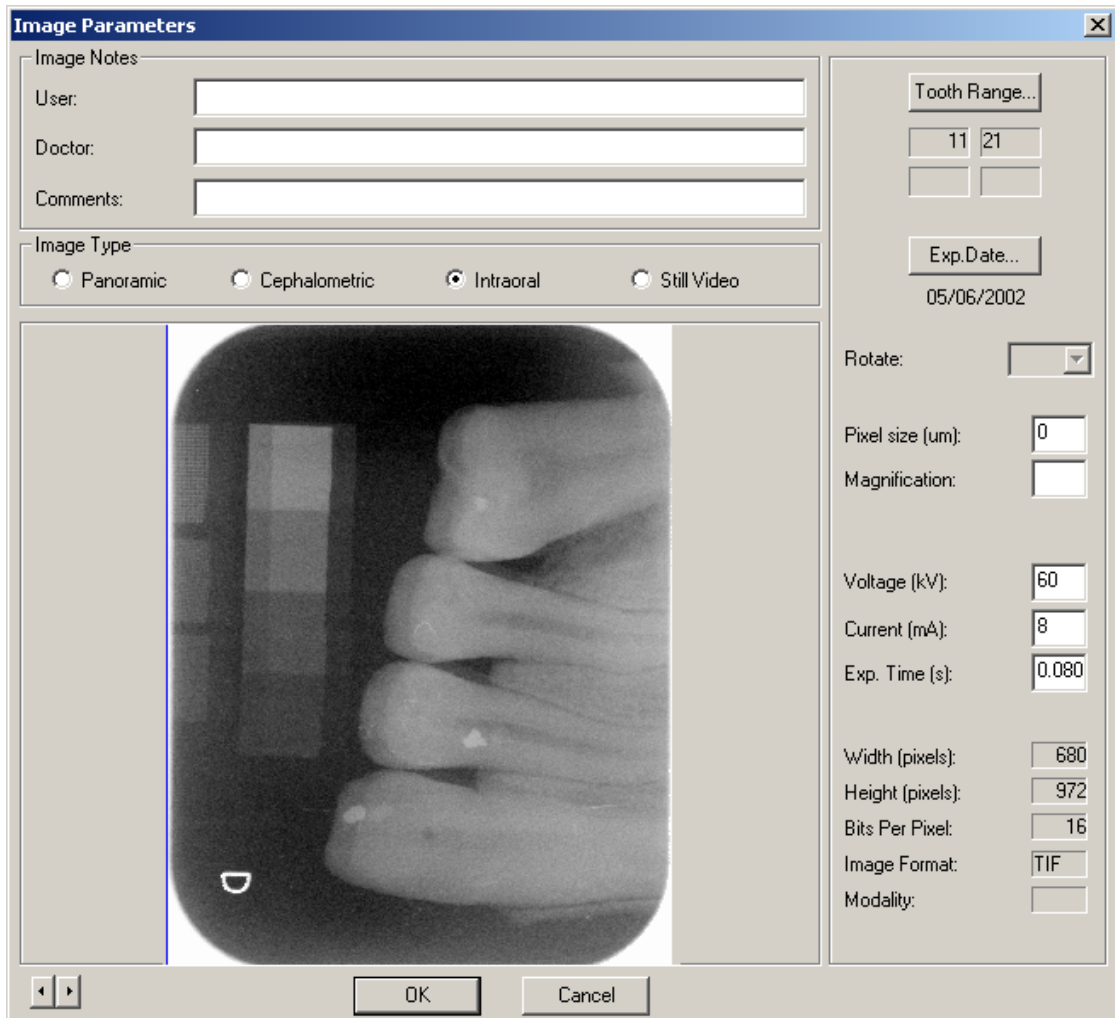 Image Parameters
Image Notes
User:
Doctor:
Comments:
Image Type
Panoramic Cephalometric Intraoral Still Video
Tooth Range...
11 21
Exp.Date...
05/06/2002
Rotate:
Pixel size (um): 0
Magnification:
Voltage (kV): 60
Current (mA): 8
Exp. Time (s): 0.080
Width (pixels): 680
Height (pixels): 972
Bits Per Pixel: 16
Image Format: TIF
Modality:
D
OK Cancel